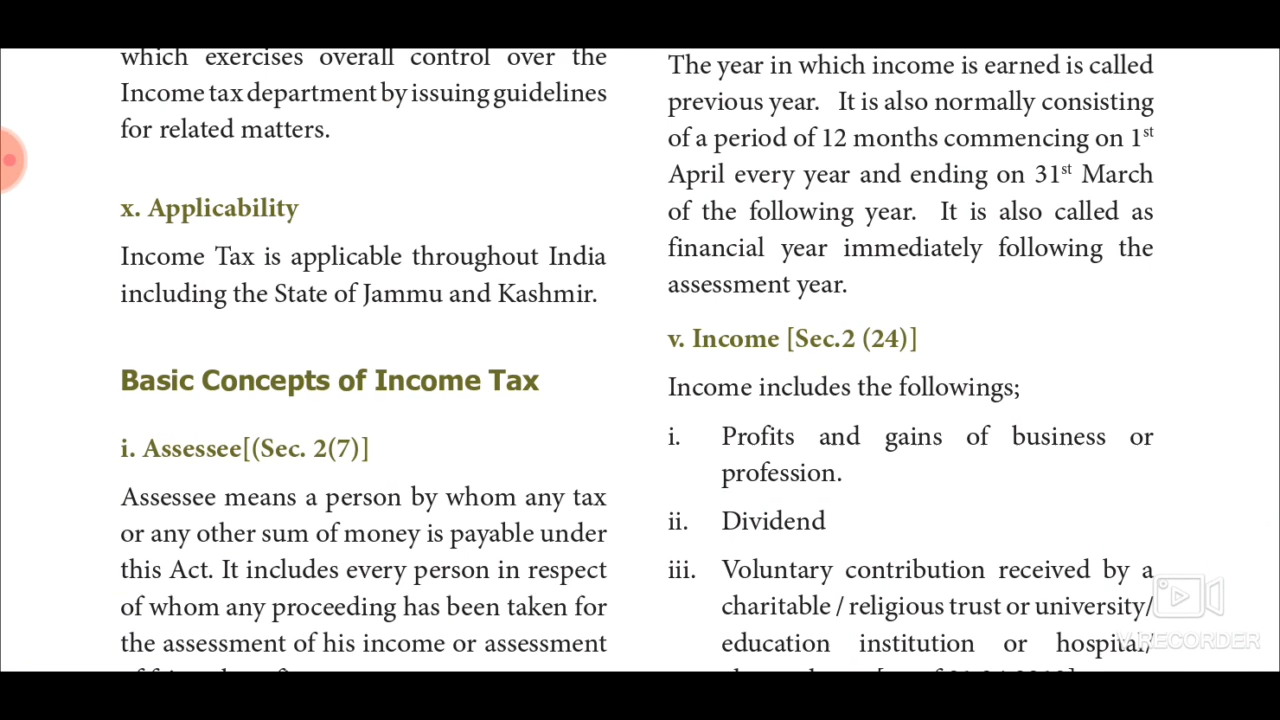 which exercises overall control over the
Income tax department by issuing guidelines
for related matters.
x. Applicability
Income Tax is applicable throughout India
including the State of Jammu and Kashmir.
Basic Concepts of Income Tax
i. Assessee[(Sec. 2(7)]
Assessee means a person by whom any tax
or any other sum of money is payable under
this Act. It includes every person in respect
of whom any proceeding has been taken for
the assessment of his income or assessment
The year in which income is earned is called
previous year. It is also normally consisting
of a period of 12 months commencing on 1st
April every year and ending on 31st March
of the following year. It is also called as
financial year immediately following the
assessment year.
v. Income [Sec.2 (24)]
Income includes the followings;
i. Profits and gains of business or
profession.
ii. Dividend
iii. Voluntary contribution received by a
charitable / religious trust or university/
education institution or hospital/
V RECORDER